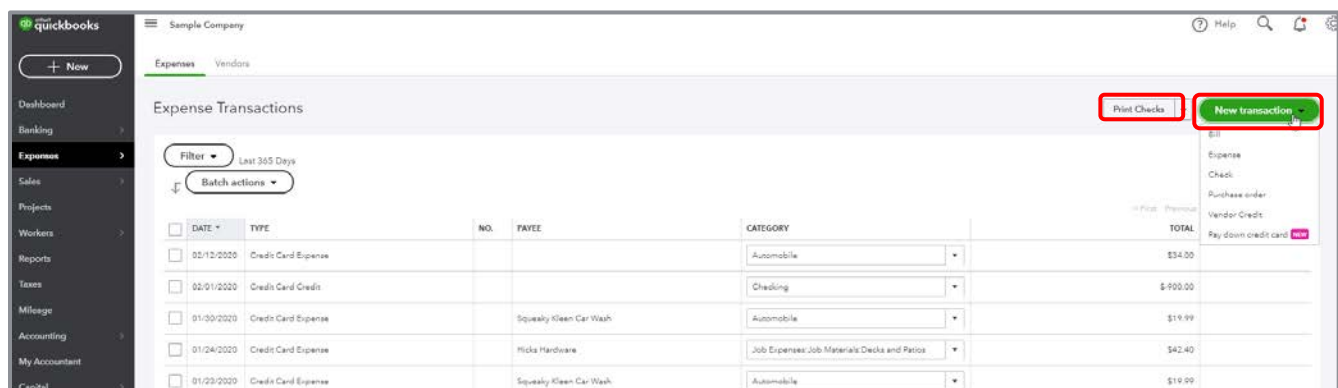 intuit quickbooks Sample Company Help
+ New
Expenses Vendors
Dashboard
Expense Transactions Print Checks New transaction
Banking
Bill
Expenses Filter Last 365 Days Expense
Sales Batch actions Check
Projects Purchase order
First Previous Vendor Credit
Workers DATE TYPE NO. PAYEE CATEGORY TOTAL Pay down credit card NEW
Reports 02/12/2020 Credit Card Expense Automobile $34.00
Taxes 02/01/2020 Credit Card Credit Checking $-900.00
Mileage 01/30/2020 Credit Card Expense Squeaky Kleen Car Wash Automobile $19.99
Accounting
My Accountant 01/24/2020 Credit Card Expense Hicks Hardware Job Expenses:Job Materials:Decks and Patios $42.40
Capital 01/23/2020 Credit Card Expense Squeaky Kleen Car Wash Automobile $19.99